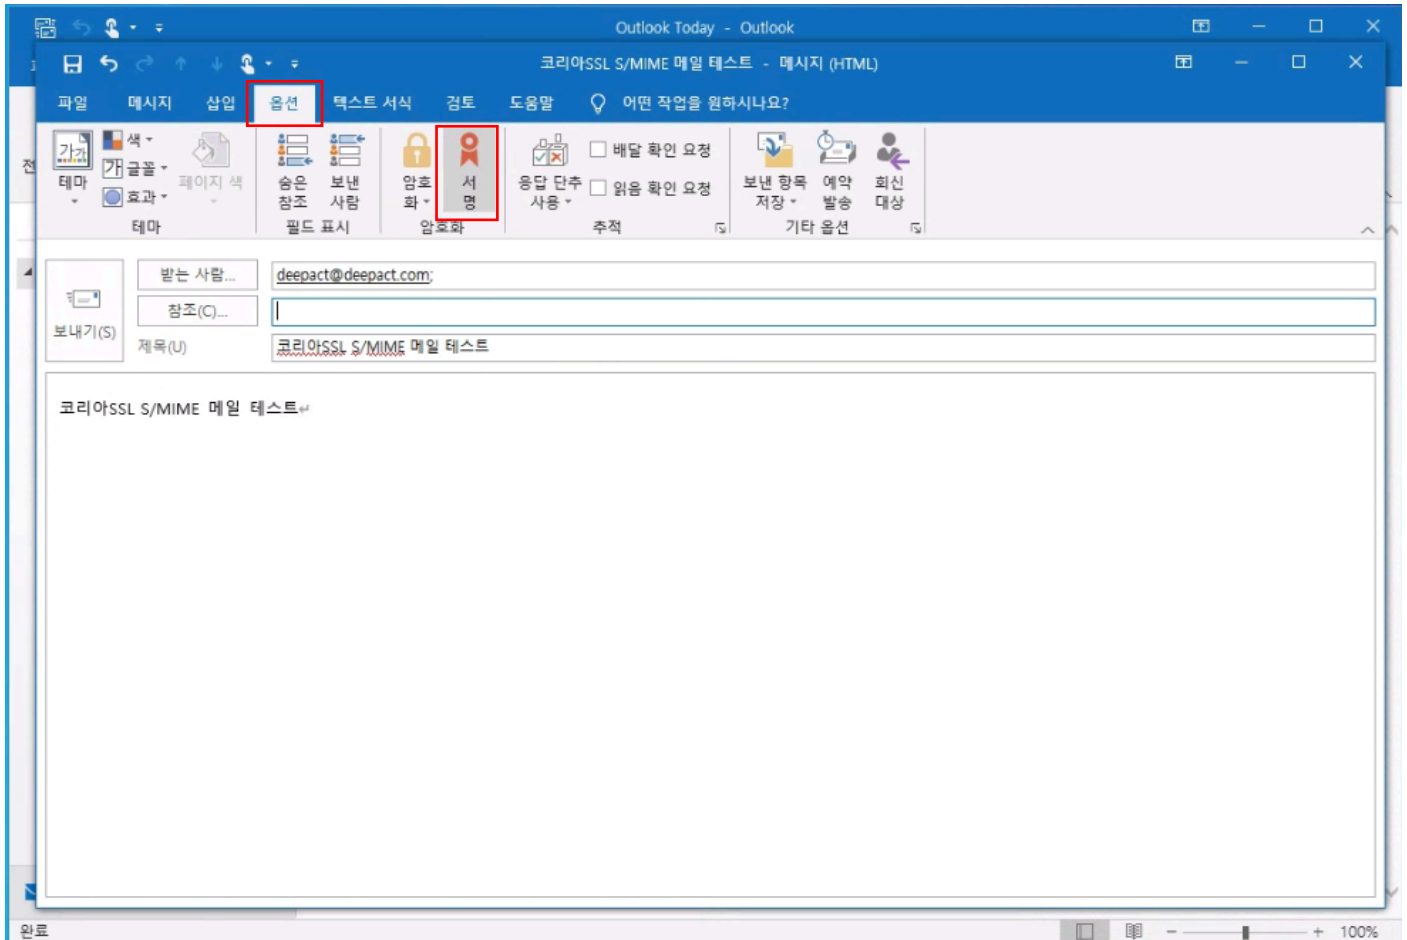 Outlook Today - Outlook
코리아SSL S/MIME 메일 테스트 - 메시지 (HTML)
파일 메시지 삽입 옵션 텍스트 서식 검토 도움말 어떤 작업을 원하시나요?
전
가가
테마
색
가 글꼴
효과
페이지 색
테마
숨은 참조
보낸 사람
필드 표시
암호화
서명
암호화
응답 단추 사용
배달 확인 요청
읽음 확인 요청
추적
보낸 항목 저장
예약 발송
회신 대상
기타 옵션
보내기(S)
받는 사람... deepact@deepact.com;
참조(C)...
제목(U) 코리아SSL S/MIME 메일 테스트
코리아SSL S/MIME 메일 테스트
완료
100%